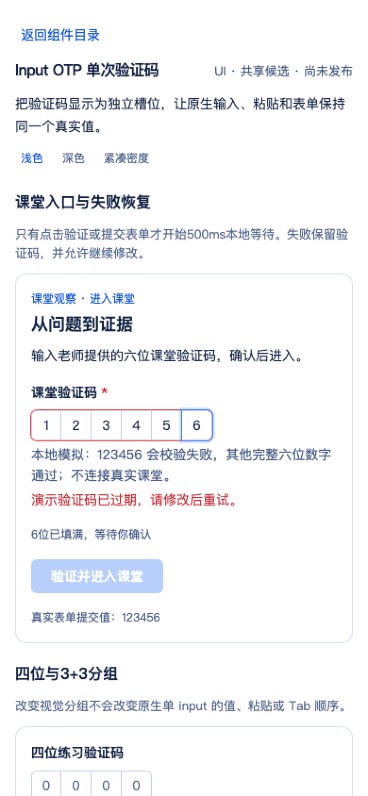 返回组件目录
Input OTP 单次验证码
UI · 共享候选 · 尚未发布
把验证码显示为独立槽位，让原生输入、粘贴和表单保持
同一个真实值。
浅色 深色 紧凑密度
课堂入口与失败恢复
只有点击验证或提交表单才开始500ms本地等待。失败保留验
证码，并允许继续修改。
课堂观察 · 进入课堂
从问题到证据
输入老师提供的六位课堂验证码，确认后进入。
课堂验证码 *
1 2 3 4 5 6
本地模拟：123456 会校验失败，其他完整六位数字
通过；不连接真实课堂。
演示验证码已过期，请修改后重试。
6位已填满，等待你确认
验证并进入课堂
真实表单提交值：123456
四位与3+3分组
改变视觉分组不会改变原生单 input 的值、粘贴或 Tab 顺序。
四位练习验证码
0 0 0 0